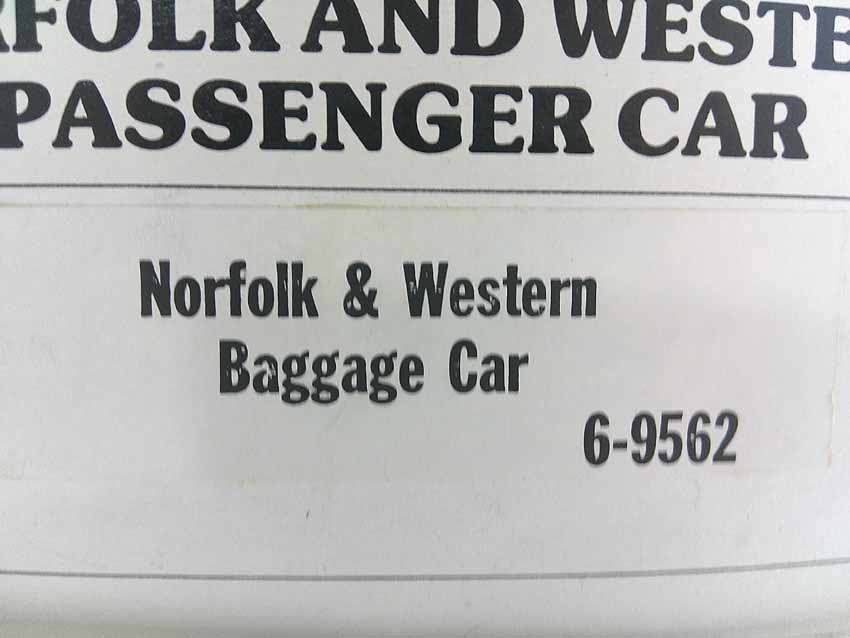 RFOLK AND WESTE
PASSENGER CAR
Norfolk & Western
Baggage Car
6-9562